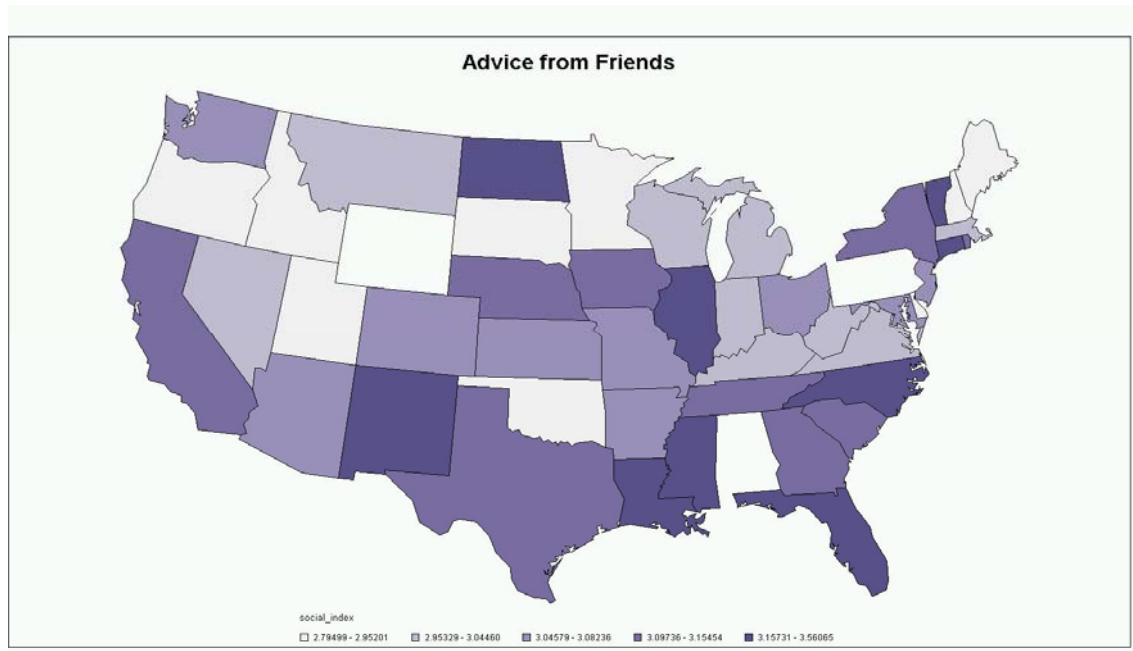 Advice from Friends
social_index
2.79499 - 2.95201 2.95329 - 3.04460 3.04579 - 3.08236 3.09736 - 3.15454 3.15731 - 3.56065